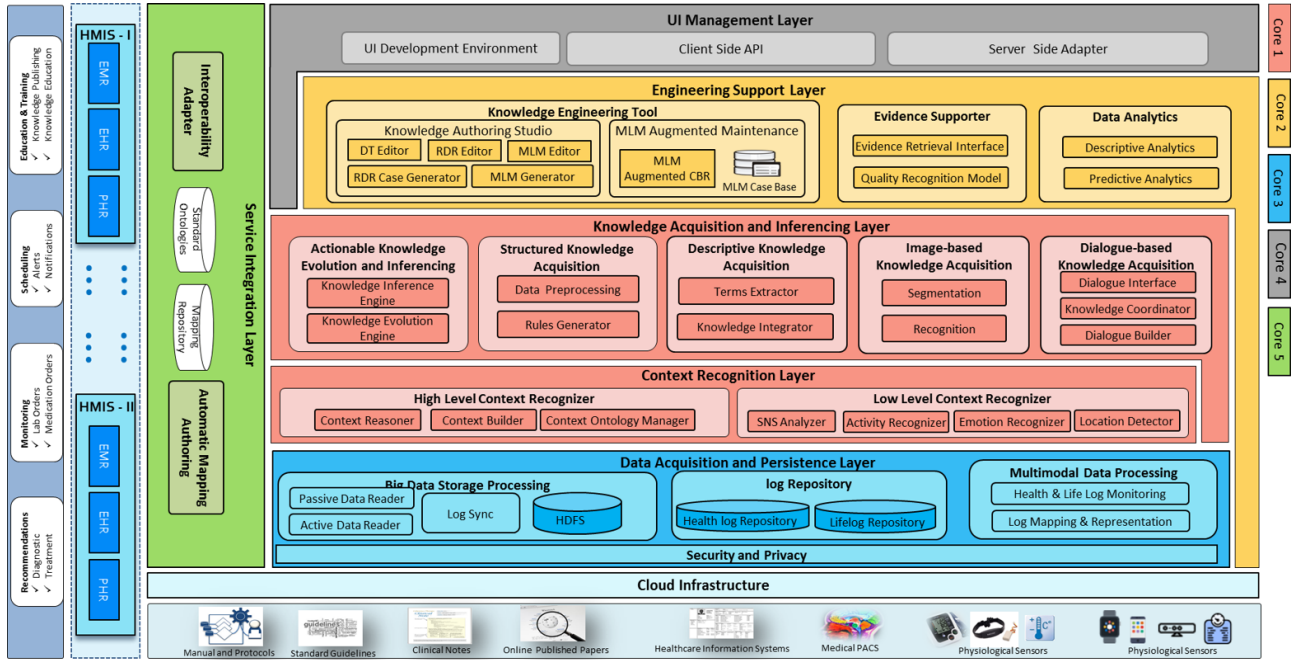 Education & Training
✓ Knowledge Publishing
✓ Knowledge Education
Scheduling
✓ Alerts
✓ Notifications
Monitoring
✓ Lab Orders
✓ Medication Orders
Recommendations
✓ Diagnostic
✓ Treatment
HMIS - I
EMR
EHR
PHR
HMIS - II
EMR
EHR
PHR
Service Integration Layer
Interoperability
Adapter
Standard
Ontologies
Mapping
Repository
Automatic Mapping
Authoring
UI Management Layer
UI Development Environment
Client Side API
Server Side Adapter
Engineering Support Layer
Knowledge Engineering Tool
Knowledge Authoring Studio
DT Editor
RDR Editor
MLM Editor
RDR Case Generator
MLM Generator
MLM Augmented Maintenance
MLM
Augmented CBR
MLM Case Base
Evidence Supporter
Evidence Retrieval Interface
Quality Recognition Model
Data Analytics
Descriptive Analytics
Predictive Analytics
Knowledge Acquisition and Inferencing Layer
Actionable Knowledge
Evolution and Inferencing
Knowledge Inference
Engine
Knowledge Evolution
Engine
Structured Knowledge
Acquisition
Data Preprocessing
Rules Generator
Descriptive Knowledge
Acquisition
Terms Extractor
Knowledge Integrator
Image-based
Knowledge Acquisition
Segmentation
Recognition
Dialogue-based
Knowledge Acquisition
Dialogue Interface
Knowledge Coordinator
Dialogue Builder
Context Recognition Layer
High Level Context Recognizer
Context Reasoner
Context Builder
Context Ontology Manager
Low Level Context Recognizer
SNS Analyzer
Activity Recognizer
Emotion Recognizer
Location Detector
Data Acquisition and Persistence Layer
Big Data Storage Processing
Passive Data Reader
Active Data Reader
Log Sync
HDFS
log Repository
Health log Repository
Lifelog Repository
Multimodal Data Processing
Health & Life Log Monitoring
Log Mapping & Representation
Security and Privacy
Cloud Infrastructure
guidelines
°C
Manual and Protocols
Standard Guidelines
Clinical Notes
Online Published Papers
Healthcare Information Systems
Medical PACS
Physiological Sensors
Physiological Sensors
Core 1
Core 2
Core 3
Core 4
Core 5